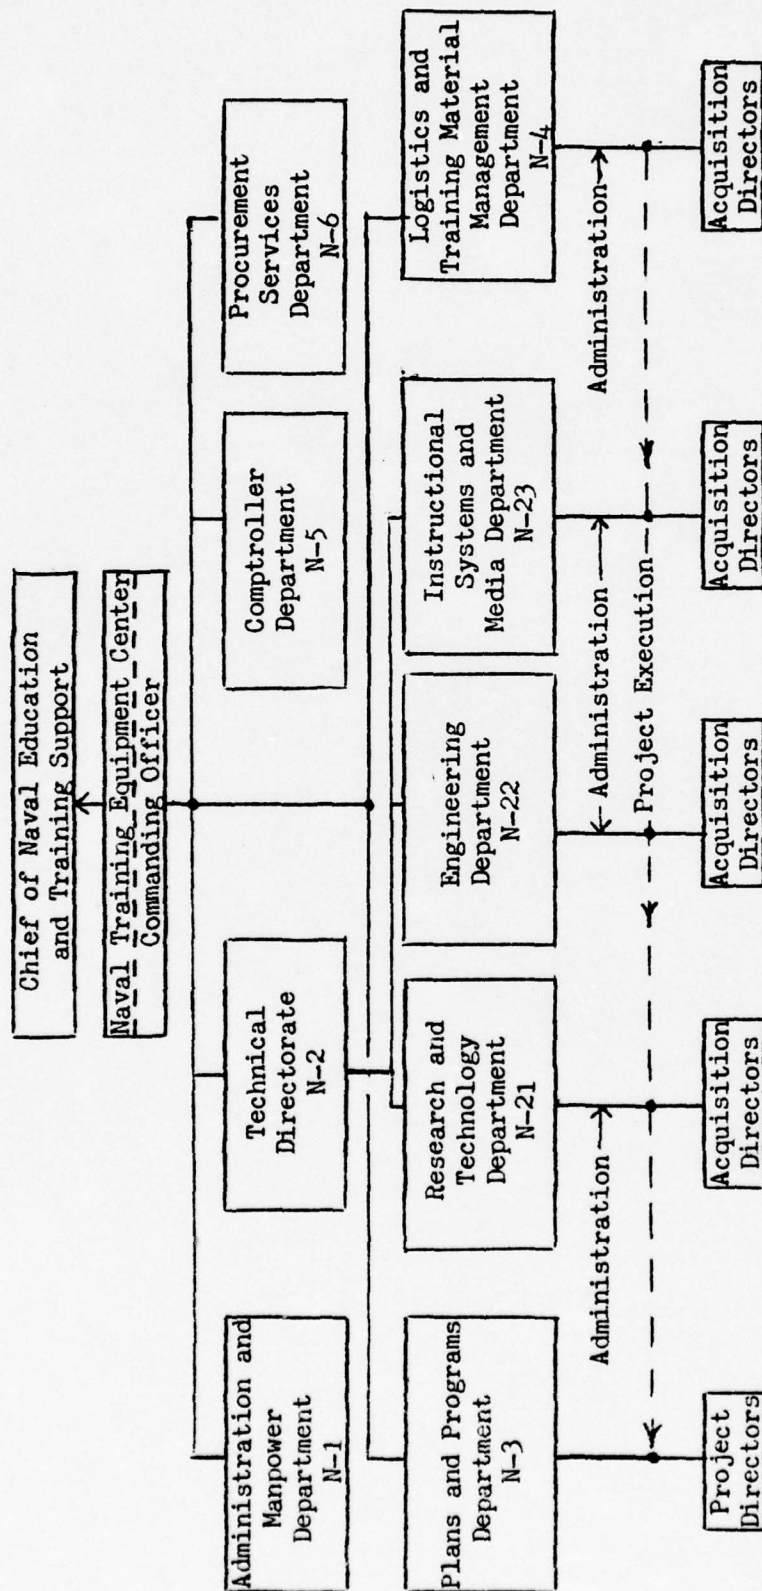 Chief of Naval Education
and Training Support
Naval Training Equipment Center
Commanding Officer
Administration and
Manpower
Department
N-1
Technical
Directorate
N-2
Comptroller
Department
N-5
Procurement
Services
Department
N-6
Plans and Programs
Department
N-3
Research and
Technology
Department
N-21
Engineering
Department
N-22
Instructional
Systems and
Media Department
N-23
Logistics and
Training Material
Management
Department
N-4
Administration
Administration
Administration
Project Execution
Project
Directors
Acquisition
Directors
Acquisition
Directors
Acquisition
Directors
Acquisition
Directors